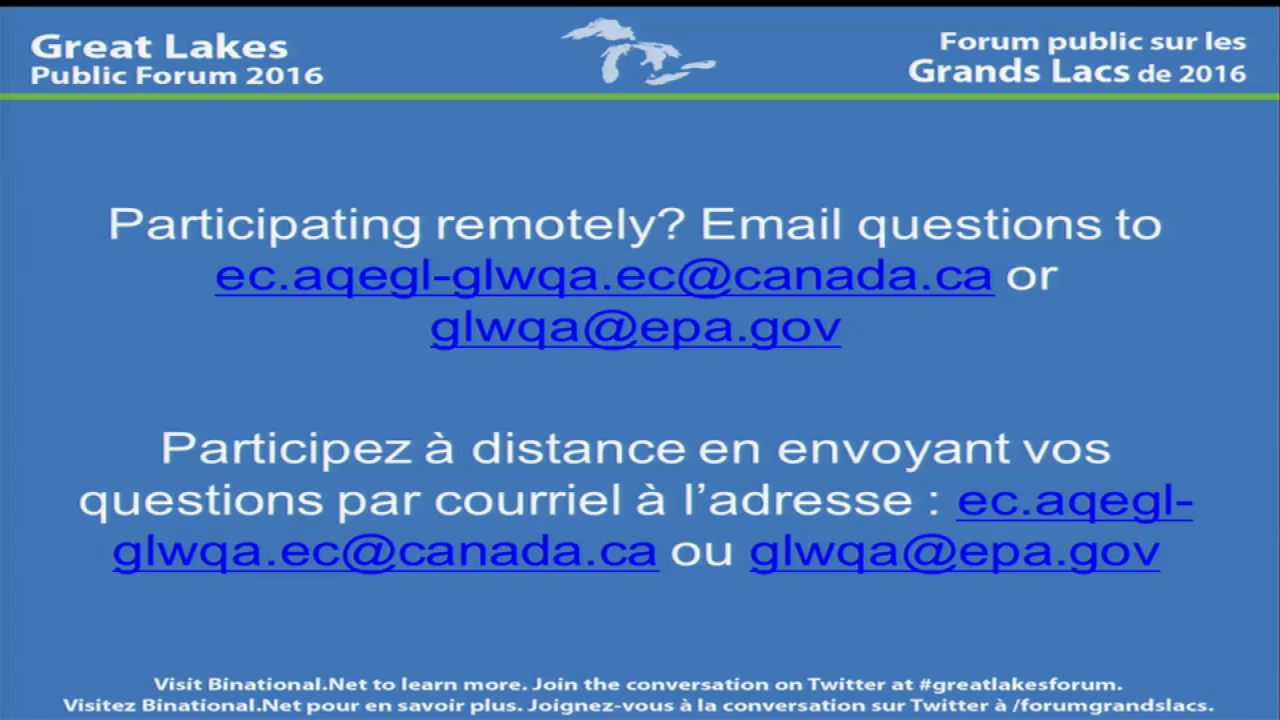 Great Lakes
Public Forum 2016
Forum public sur les
Grands Lacs de 2016
Participating remotely? Email questions to
ec.aqegl-glwqa.ec@canada.ca or
glwqa@epa.gov
Participez à distance en envoyant vos
questions par courriel à l’adresse : ec.aqegl-
glwqa.ec@canada.ca ou glwqa@epa.gov
Visit Binational.Net to learn more. Join the conversation on Twitter at #greatlakesforum.
Visitez Binational.Net pour en savoir plus. Joignez-vous à la conversation sur Twitter à /forumgrandslacs.